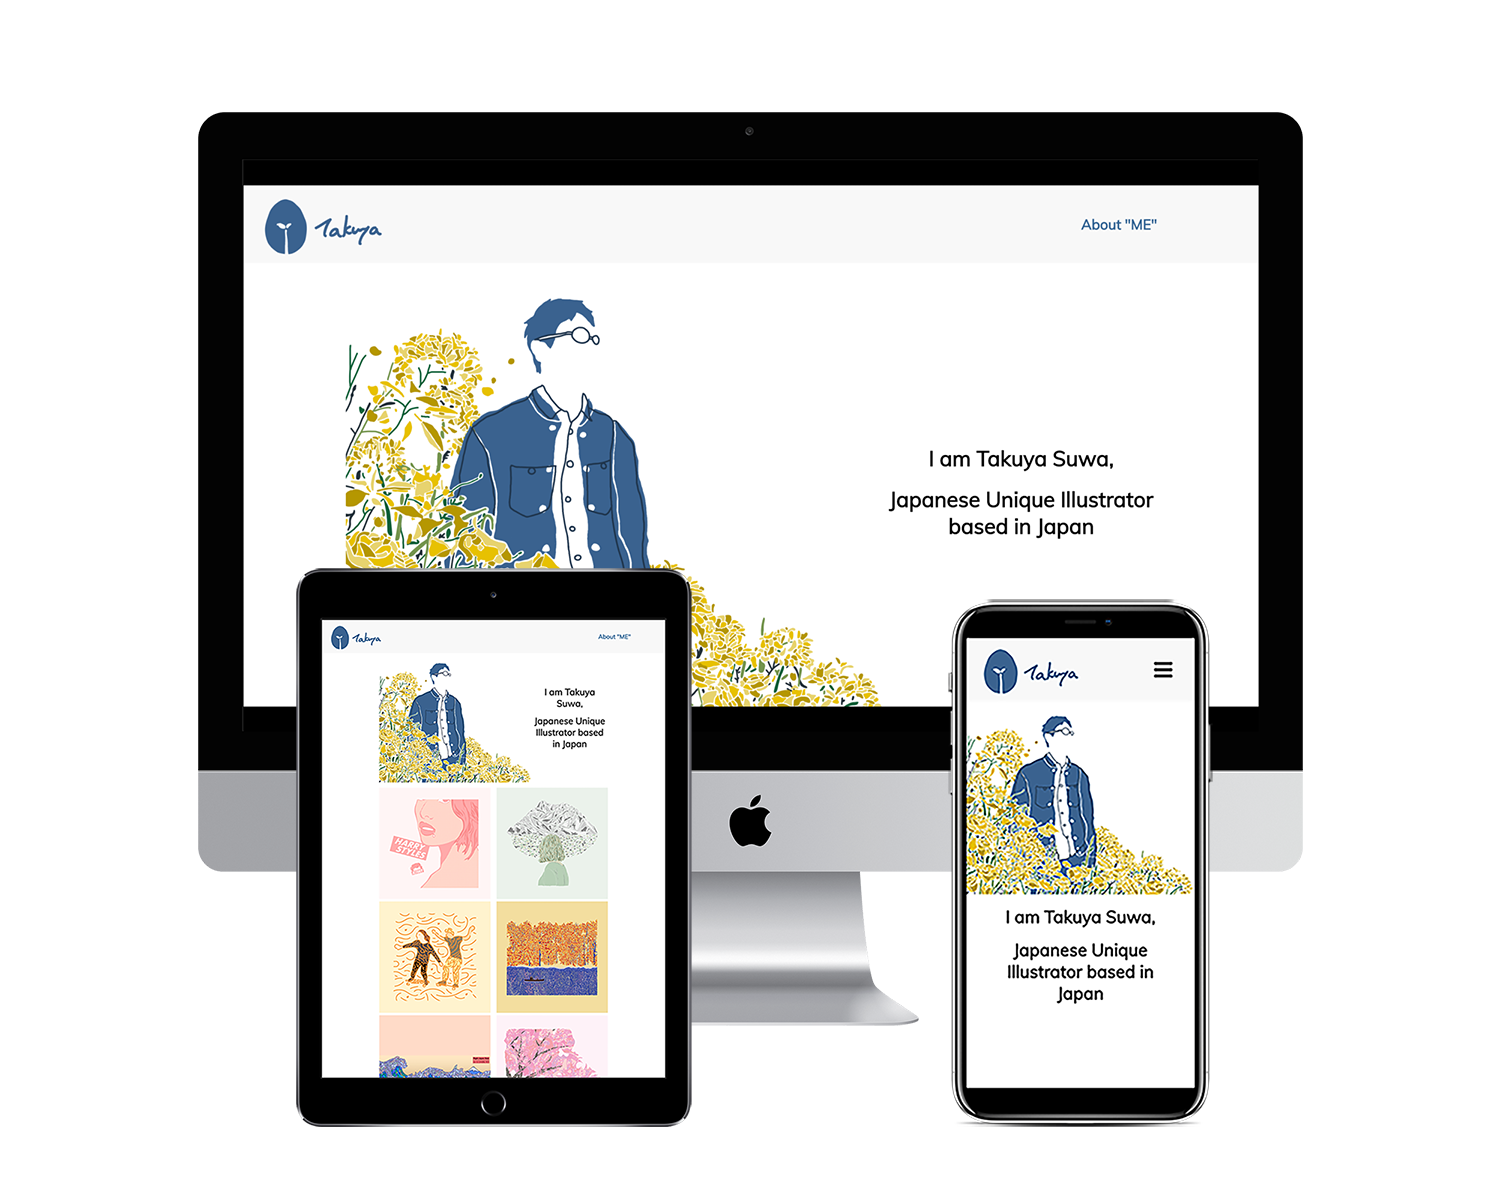 Takuya
About "ME"
I am Takuya Suwa,
Japanese Unique Illustrator
based in Japan
Takuya
About "ME"
I am Takuya
Suwa,
Japanese Unique
Illustrator based
in Japan
HARRY
STYLES
Takuya
I am Takuya Suwa,
Japanese Unique
Illustrator based in
Japan